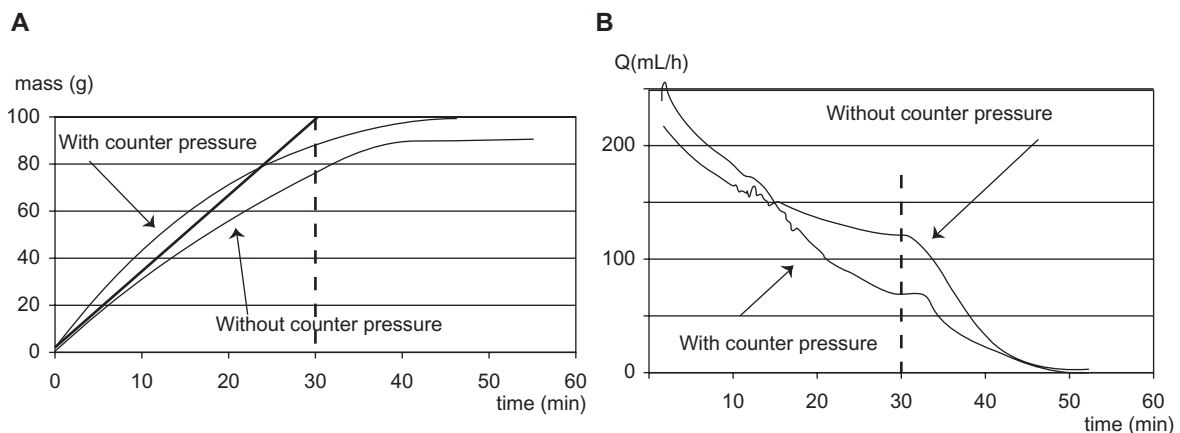 A
mass (g)
100
80
60
40
20
0
With counter pressure
Without counter pressure
0 10 20 30 40 50 60
time (min)
B
Q(mL/h)
200
150
100
50
0
Without counter pressure
With counter pressure
10 20 30 40 50 60
time (min)